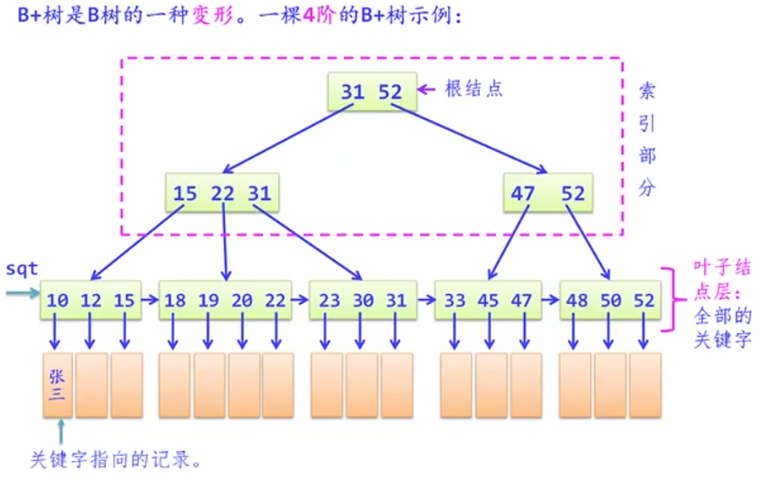 B+树是B树的一种变形。一棵4阶的B+树示例：
31 52
根结点
索引部分
15 22 31
47 52
sqt
10 12 15
18 19 20 22
23 30 31
33 45 47
48 50 52
叶子结
点层：
全部的
关键字
张三
关键字指向的记录。